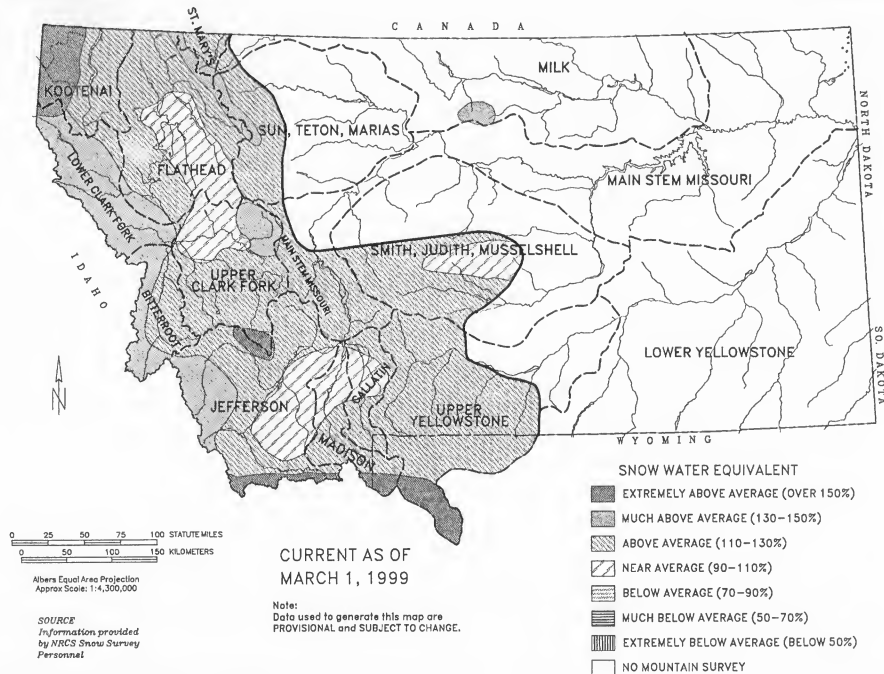 CANADA
ST. MARYS
KOOTENAI
MILK
SUN, TETON, MARIAS
NORTH DAKOTA
FLATHEAD
LOWER CLARK FORK
MAIN STEM MISSOURI
SMITH, JUDITH, MUSSELSHELL
MAIN STEM MISSOURI
IDAHO
UPPER
CLARK FORK
BITTERROOT
LOWER YELLOWSTONE
SO. DAKOTA
N
JEFFERSON
GALLATIN
UPPER
YELLOWSTONE
MADISON
WYOMING
SNOW WATER EQUIVALENT
EXTREMELY ABOVE AVERAGE (OVER 150%)
MUCH ABOVE AVERAGE (130-150%)
ABOVE AVERAGE (110-130%)
NEAR AVERAGE (90-110%)
BELOW AVERAGE (70-90%)
MUCH BELOW AVERAGE (50-70%)
EXTREMELY BELOW AVERAGE (BELOW 50%)
NO MOUNTAIN SURVEY
0 25 50 75 100 STATUTE MILES
0 50 100 150 KILOMETERS
Albers Equal Area Projection
Approx Scale: 1:4,300,000
CURRENT AS OF
MARCH 1, 1999
Note:
Data used to generate this map are
PROVISIONAL and SUBJECT TO CHANGE.
SOURCE
Information provided
by NRCS Snow Survey
Personnel